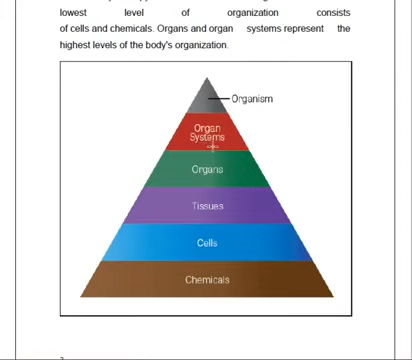 lowest level of organization consists
of cells and chemicals. Organs and organ systems represent the
highest levels of the body's organization.
Organism
Organ
Systems
Organs
Tissues
Cells
Chemicals